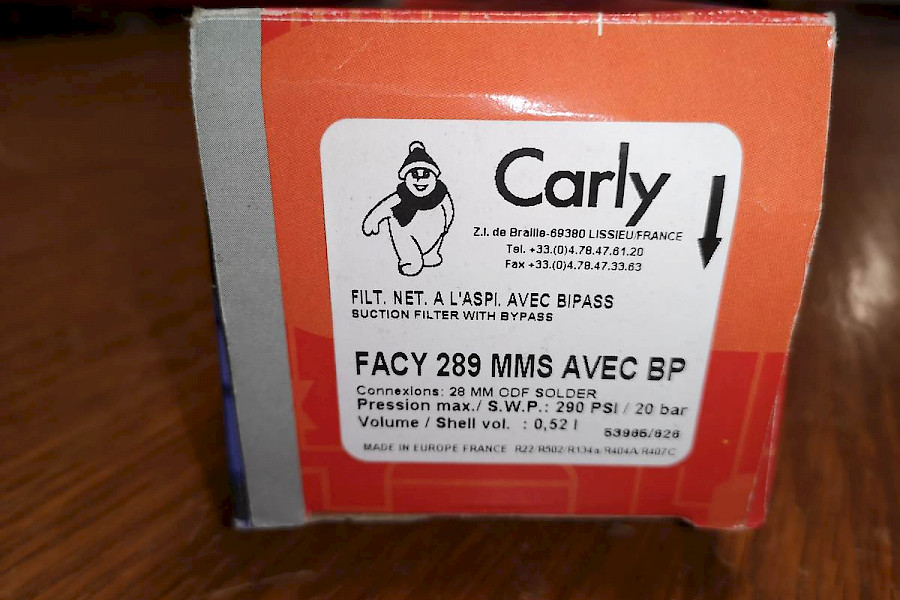 Carly
Z.I. de Braille-69380 LISSIEU/FRANCE
Tel. +33.(0)4.78.47.61.20
Fax +33.(0)4.78.47.33.63
FILT. NET. A L'ASPI. AVEC BIPASS
SUCTION FILTER WITH BYPASS
FACY 289 MMS AVEC BP
Connexions: 28 MM ODF SOLDER
Pression max./ S.W.P.: 290 PSI / 20 bar
Volume / Shell vol. : 0,52 l
53985/626
MADE IN EUROPE FRANCE R22/R502/R134a/R404A/R407C